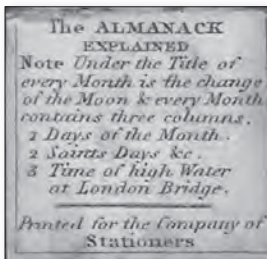 The ALMANACK
EXPLAINED
Note Under the Title of
every Month is the change
of the Moon & every Month
contains three columns.
1 Days of the Month.
2 Saints Days &c.
3 Time of high Water
at London Bridge.
Printed for the Company of
Stationers